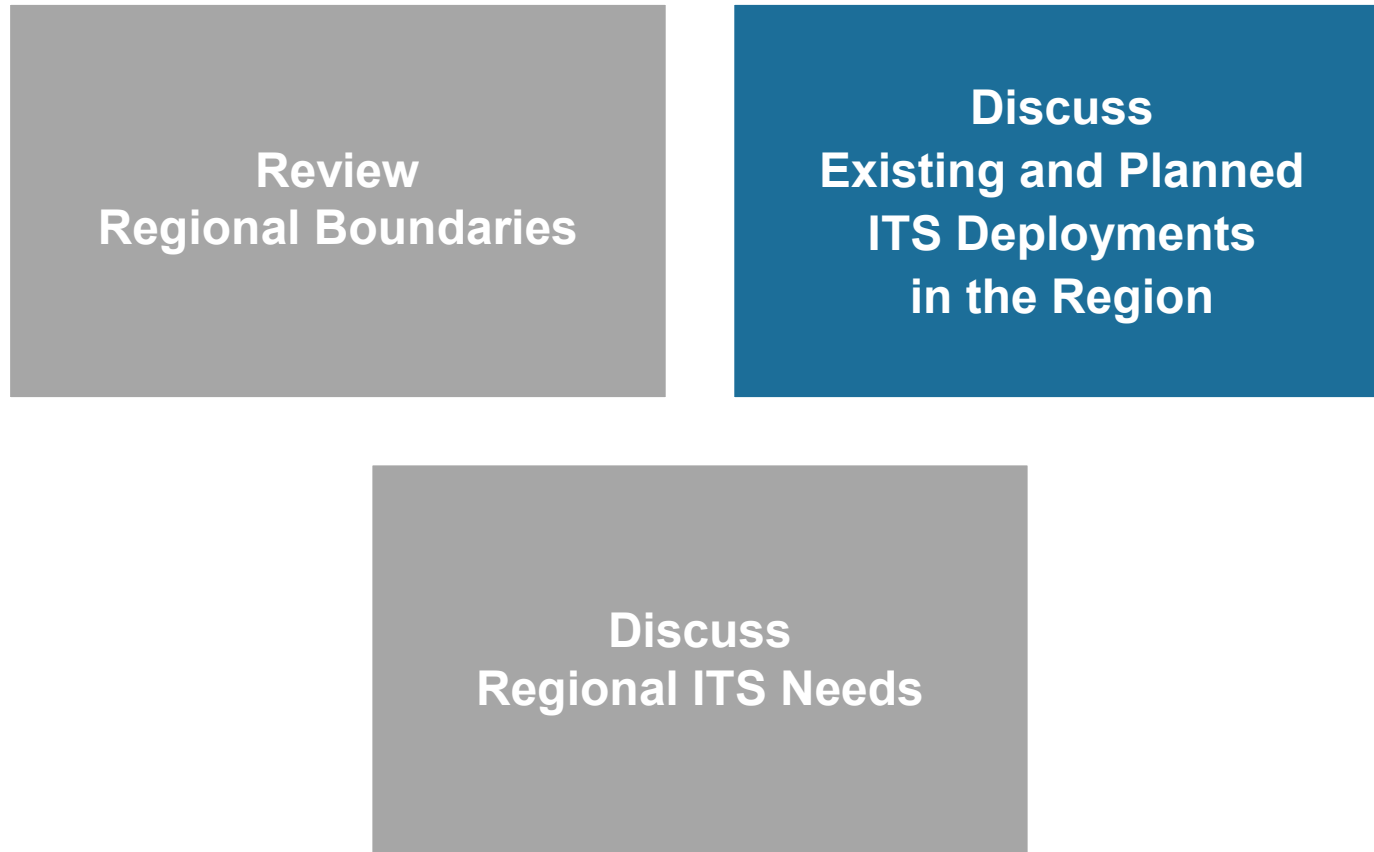 Review
Regional Boundaries
Discuss
Existing and Planned
ITS Deployments
in the Region
Discuss
Regional ITS Needs